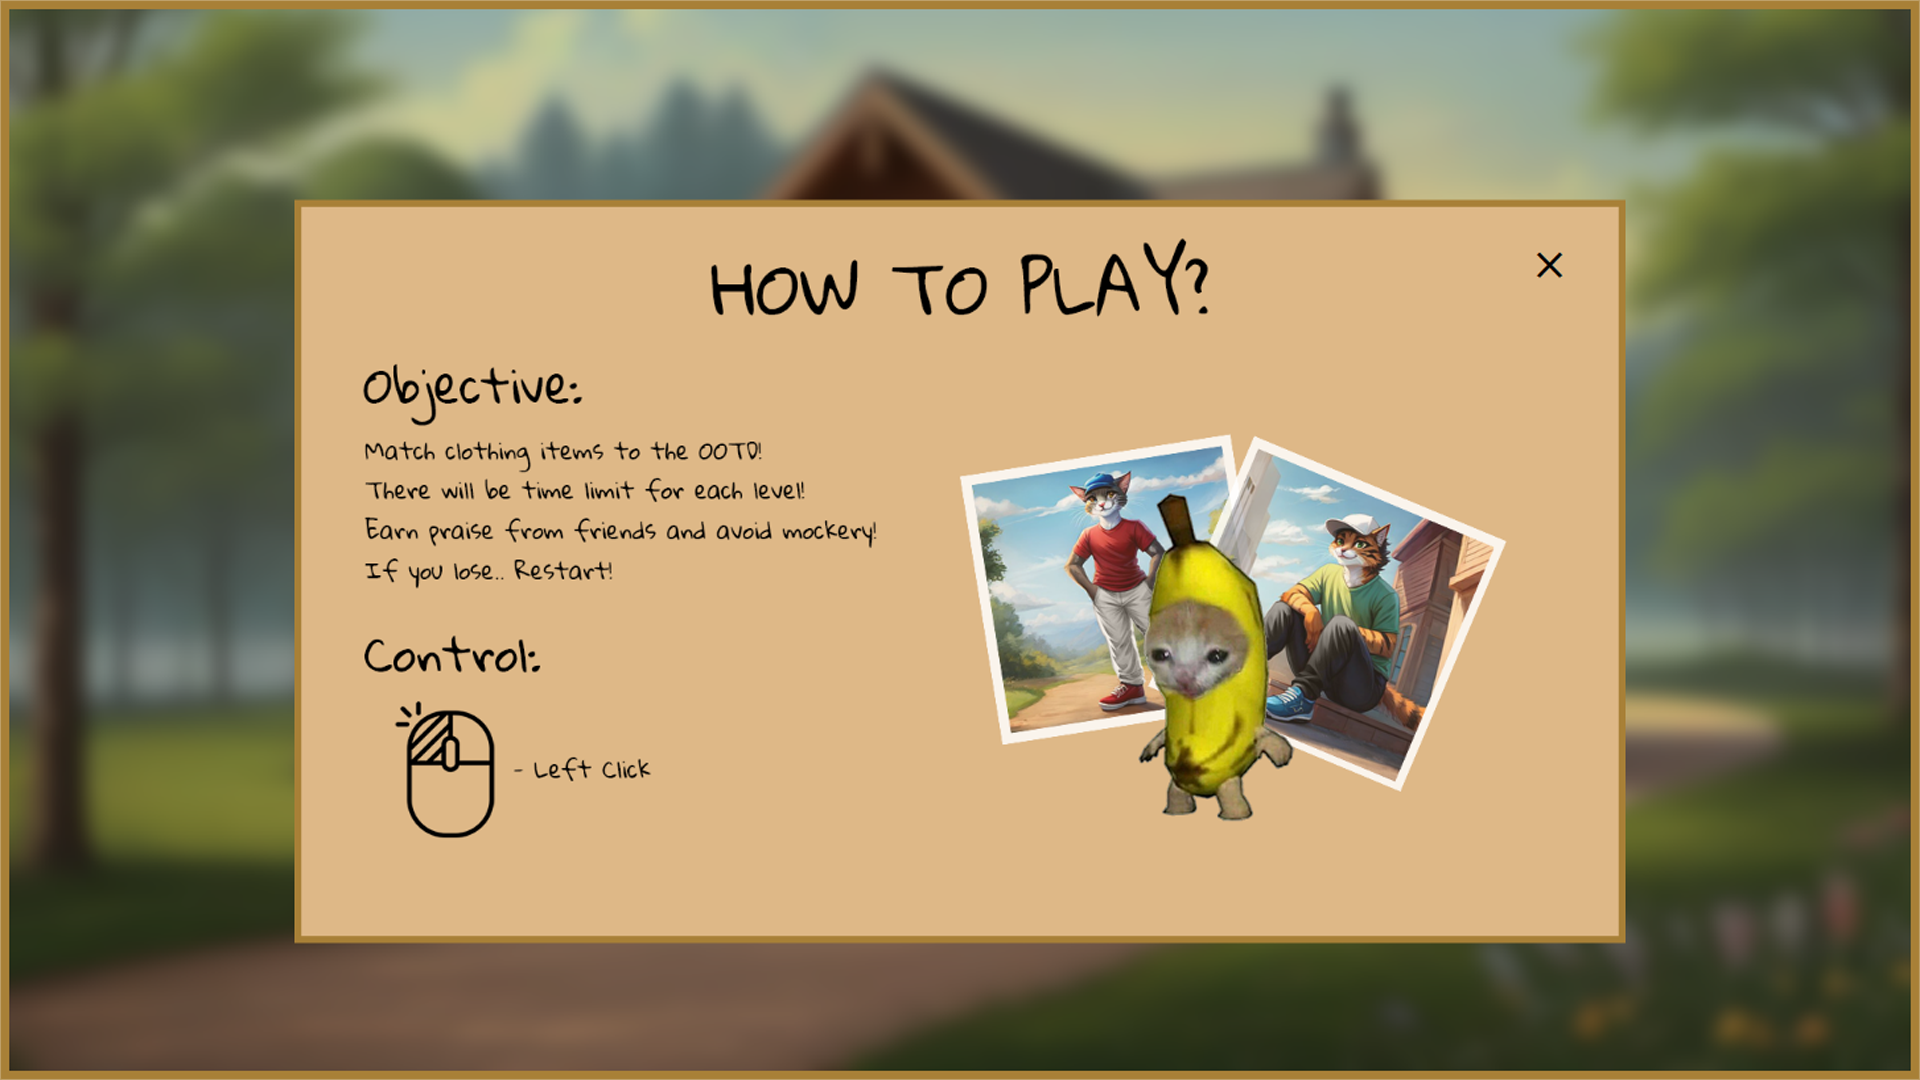 HOW TO PLAY?
Objective:
Match clothing items to the OOTD!
There will be time limit for each level!
Earn praise from friends and avoid mockery!
If you lose.. Restart!
Control:
- Left Click